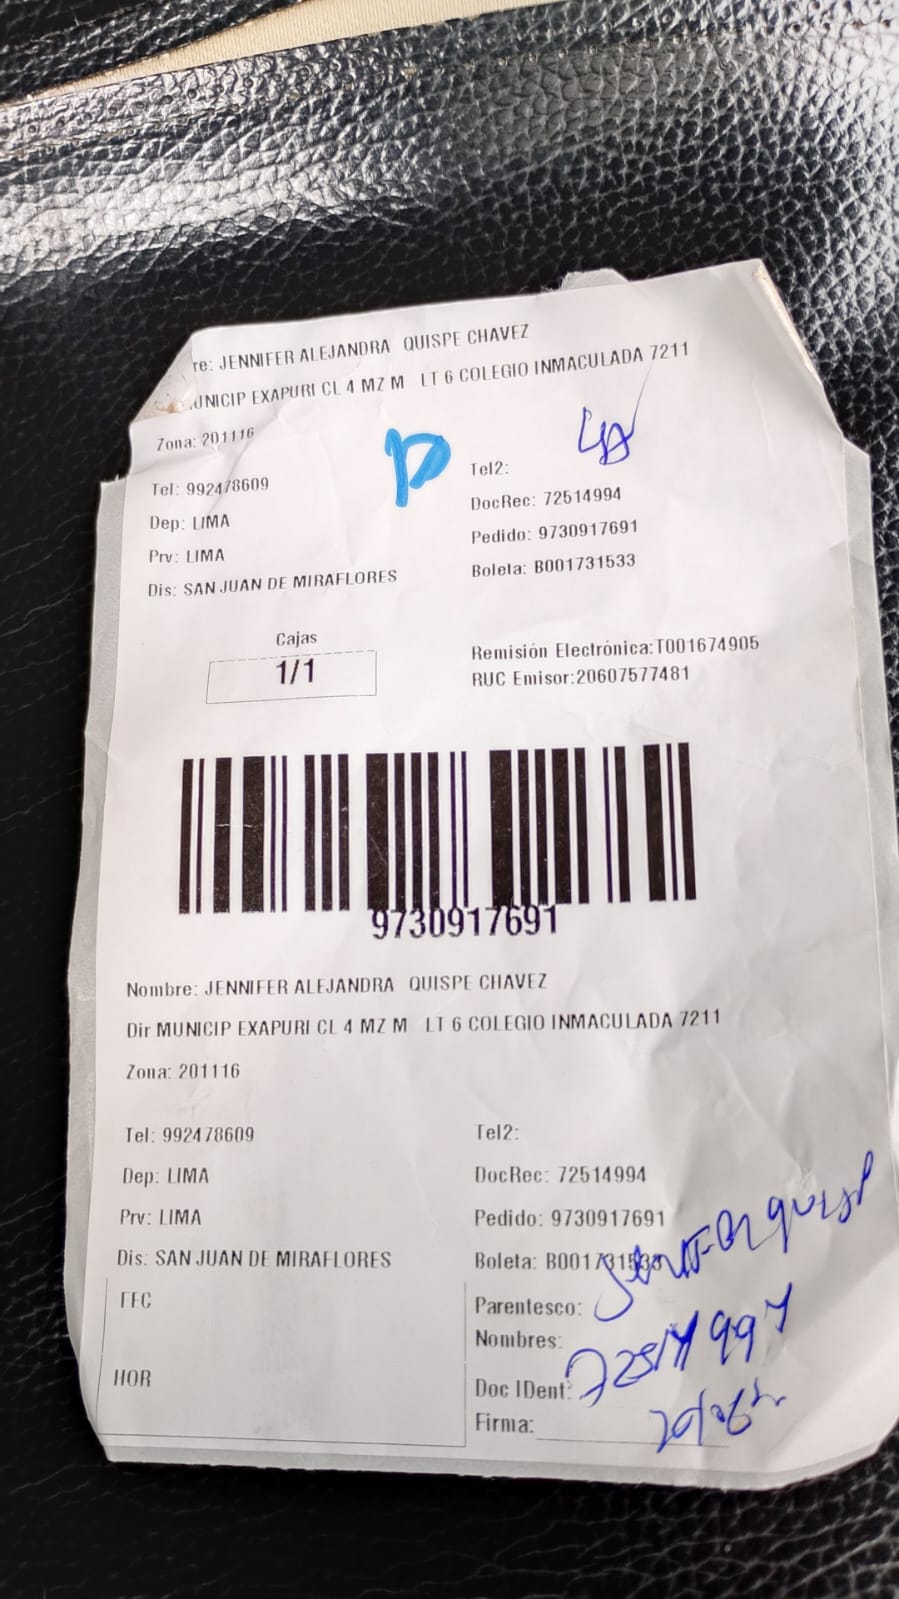 re: JENNIFER ALEJANDRA QUISPE CHAVEZ
UNICIP EXAPURI CL 4 MZ M LT 6 COLEGIO INMACULADA 7211
Zona: 201116
Tel: 992478609
Tel2:
Dep: LIMA
DocRec: 72514994
Prv: LIMA
Pedido: 9730917691
Dis: SAN JUAN DE MIRAFLORES
Boleta: B001731533
Cajas
1/1
Remisión Electrónica:T001674905
RUC Emisor:20607577481
9730917691
Nombre: JENNIFER ALEJANDRA QUISPE CHAVEZ
Dir MUNICIP EXAPURI CL 4 MZ M LT 6 COLEGIO INMACULADA 7211
Zona: 201116
Tel: 992478609
Tel2:
Dep: LIMA
DocRec: 72514994
Prv: LIMA
Pedido: 9730917691
Dis: SAN JUAN DE MIRAFLORES
Boleta: B001731533
FEC
Parentesco:
Nombres:
HOR
Doc IDent:
Firma: